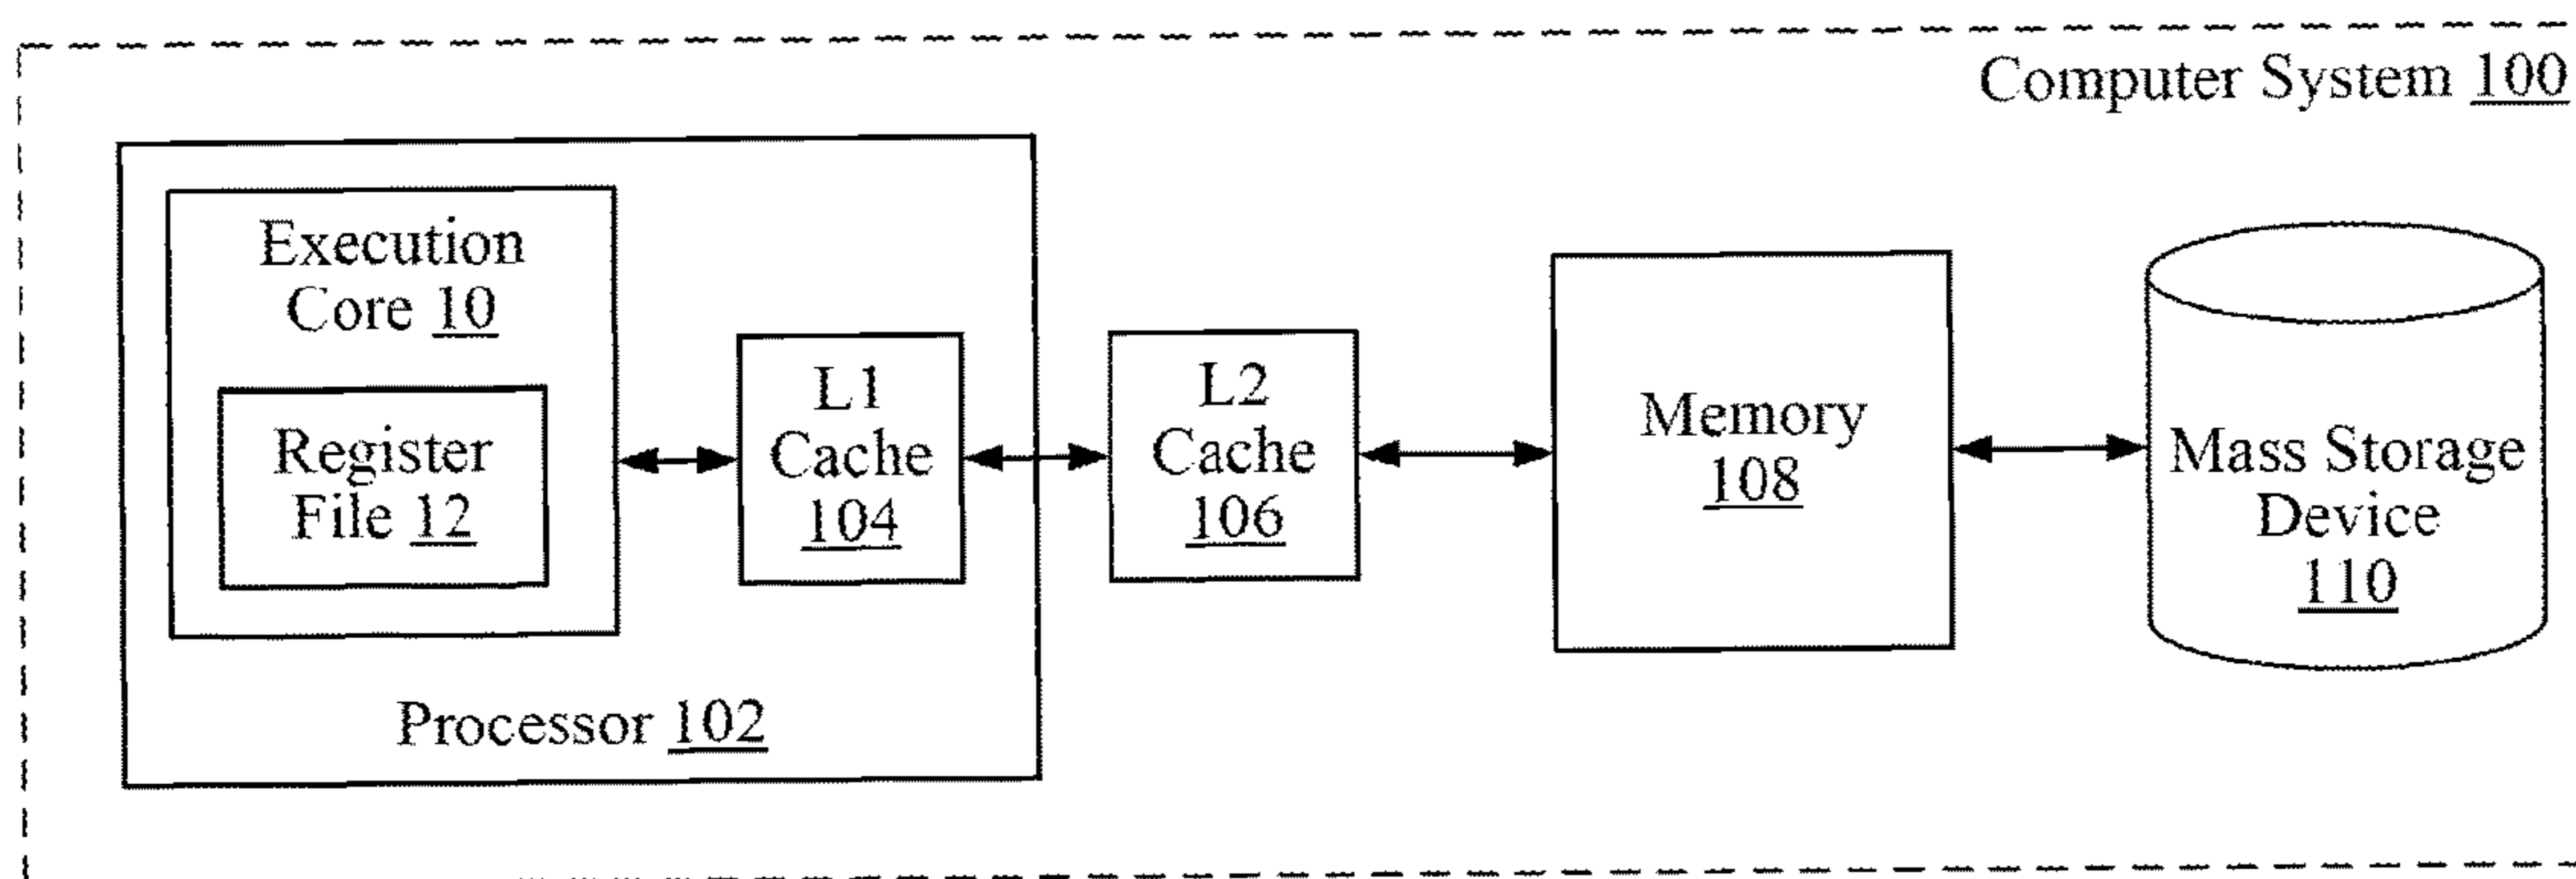 Computer System 100
Execution
Core 10
Register
File 12
L1
Cache
104
Processor 102
L2
Cache
106
Memory
108
Mass Storage
Device
110